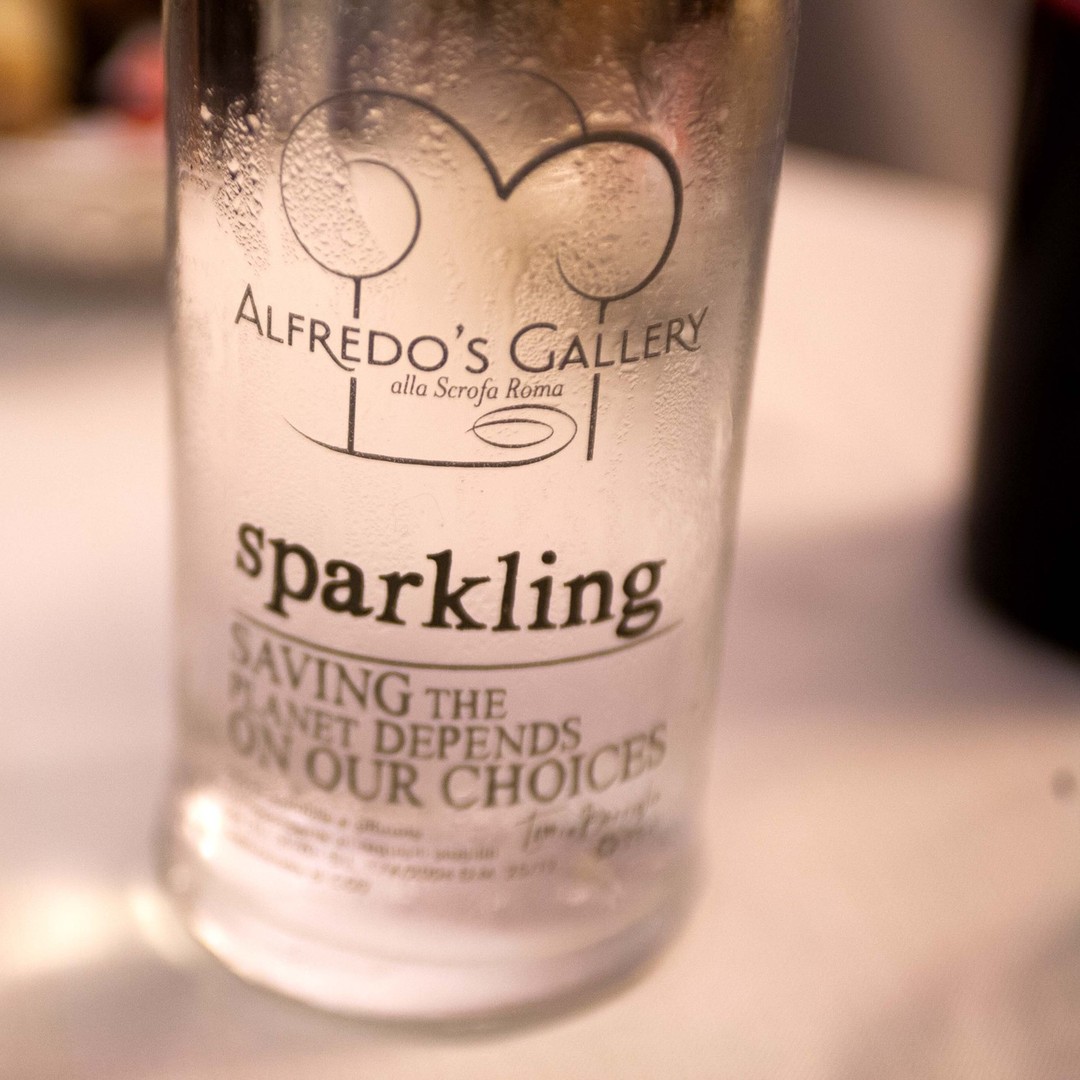 ALFREDO'S GALLERY
alla Scrofa Roma
sparkling
SAVING THE
PLANET DEPENDS
ON OUR CHOICES